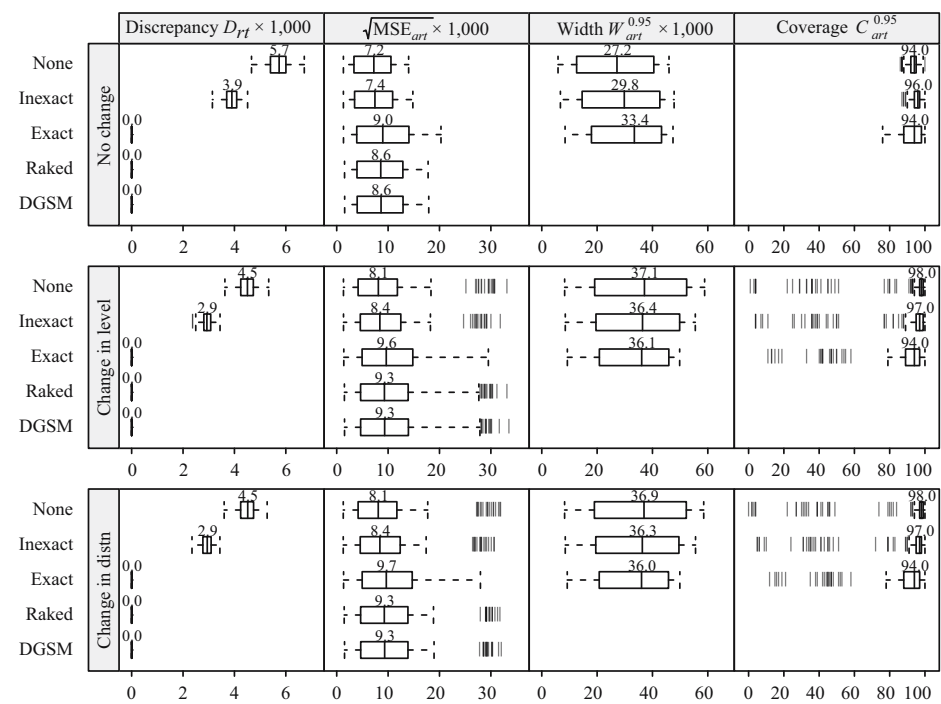 Discrepancy D_rt × 1,000 √MSE_art × 1,000 Width W_art^0.95 × 1,000 Coverage C_art^0.95
No change
None 5.7 7.2 27.2 94.0
Inexact 3.9 7.4 29.8 96.0
Exact 0.0 9.0 33.4 94.0
Raked 0.0 8.6
DGSM 0.0 8.6
0 2 4 6 0 10 20 30 0 20 40 60 0 20 40 60 80 100
Change in level
None 4.5 8.1 37.1 98.0
Inexact 2.9 8.4 36.4 97.0
Exact 0.0 9.6 36.1 94.0
Raked 0.0 9.3
DGSM 0.0 9.3
0 2 4 6 0 10 20 30 0 20 40 60 0 20 40 60 80 100
Change in distn
None 4.5 8.1 36.9 98.0
Inexact 2.9 8.4 36.3 97.0
Exact 0.0 9.7 36.0 94.0
Raked 0.0 9.3
DGSM 0.0 9.3
0 2 4 6 0 10 20 30 0 20 40 60 0 20 40 60 80 100